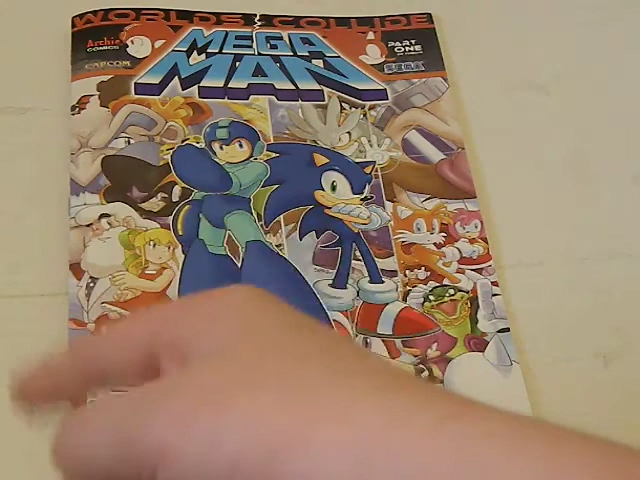 WORLDS COLLIDE
Archie
COMICS
CAPCOM
MEGA
MAN
PART
ONE
SEGA